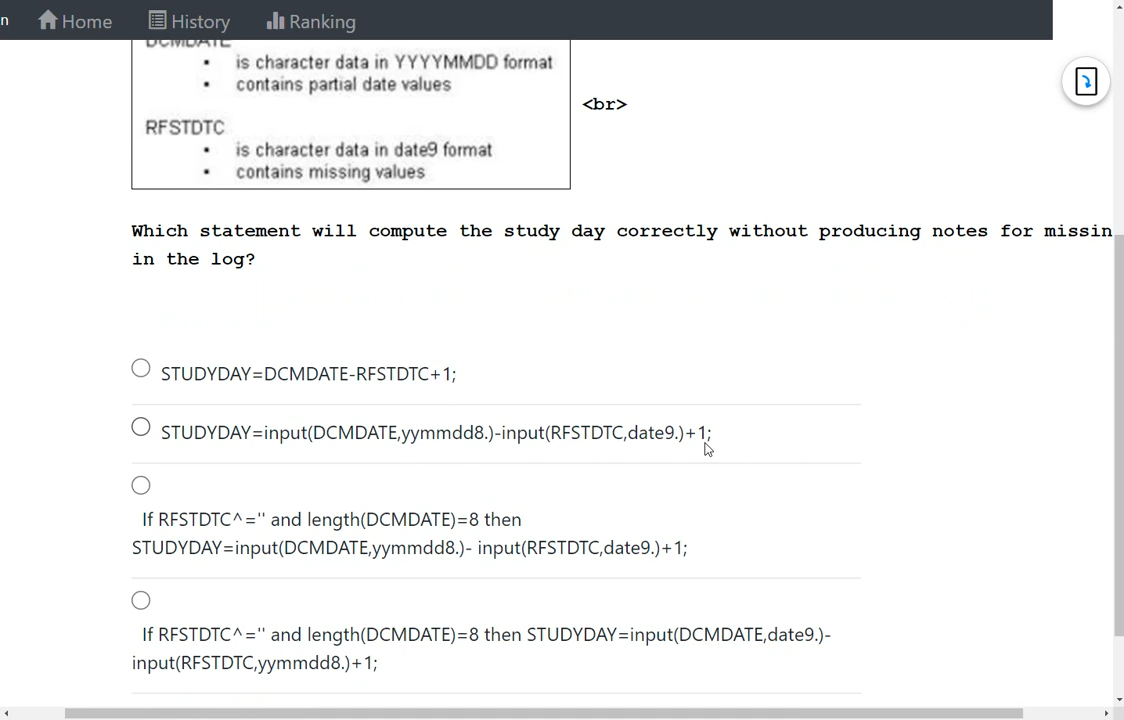 n Home History Ranking
DCMDATE
• is character data in YYYYMMDD format
• contains partial date values
<br>
RFSTDTC
• is character data in date9 format
• contains missing values
Which statement will compute the study day correctly without producing notes for missin
in the log?
STUDYDAY=DCMDATE-RFSTDTC+1;
STUDYDAY=input(DCMDATE,yymmdd8.)-input(RFSTDTC,date9.)+1;
If RFSTDTC^='' and length(DCMDATE)=8 then
STUDYDAY=input(DCMDATE,yymmdd8.)- input(RFSTDTC,date9.)+1;
If RFSTDTC^='' and length(DCMDATE)=8 then STUDYDAY=input(DCMDATE,date9.)-
input(RFSTDTC,yymmdd8.)+1;